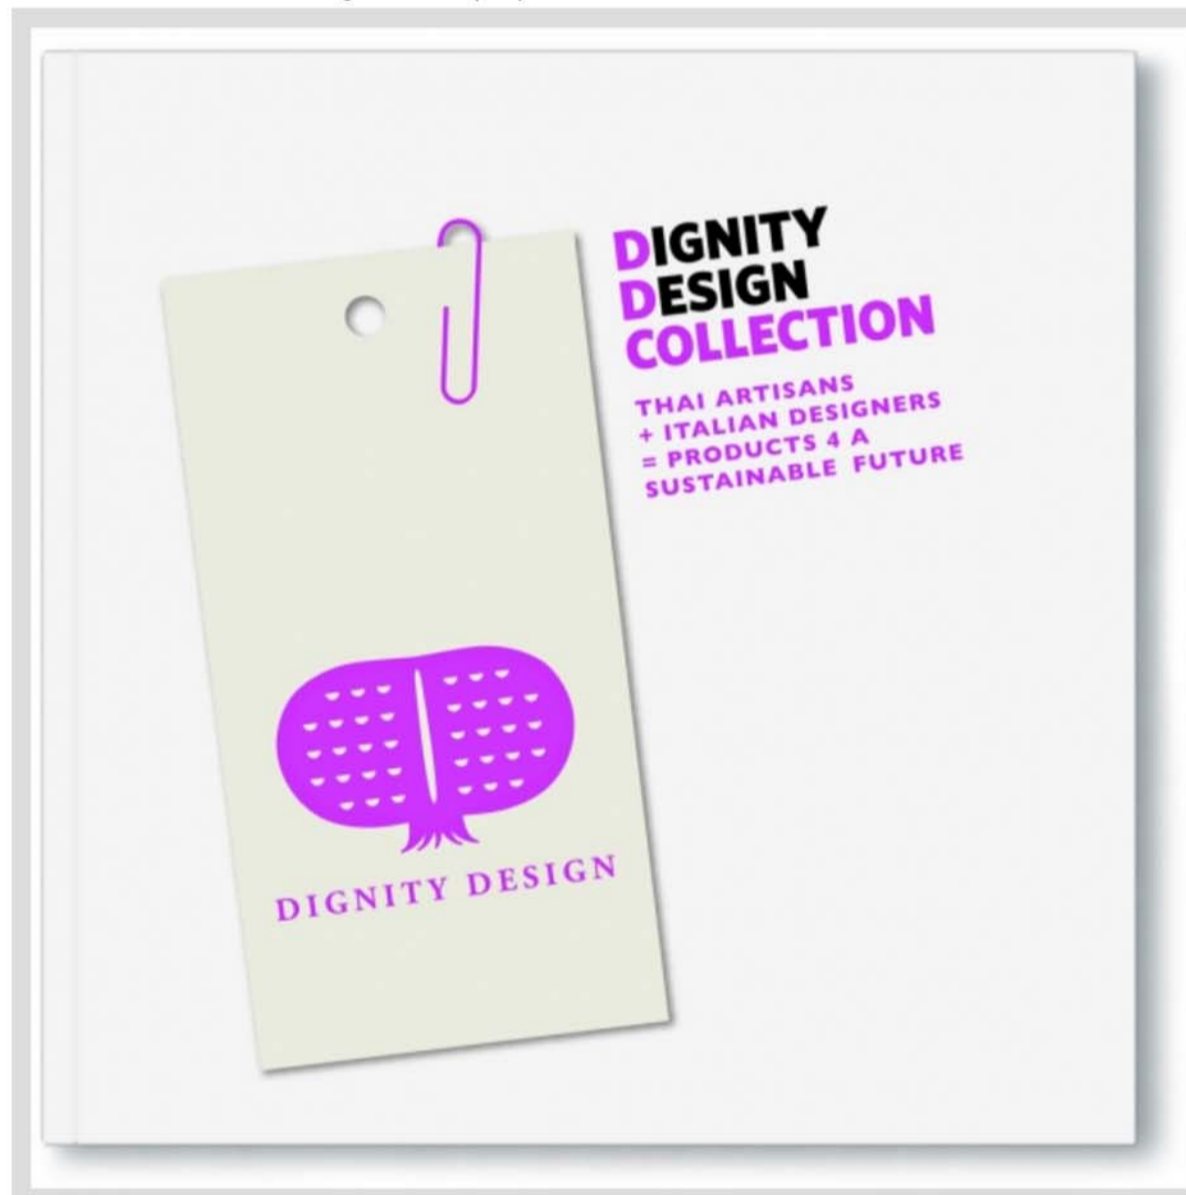 DIGNITY
DESIGN
COLLECTION
THAI ARTISANS
+ ITALIAN DESIGNERS
= PRODUCTS 4 A
SUSTAINABLE FUTURE
DIGNITY DESIGN